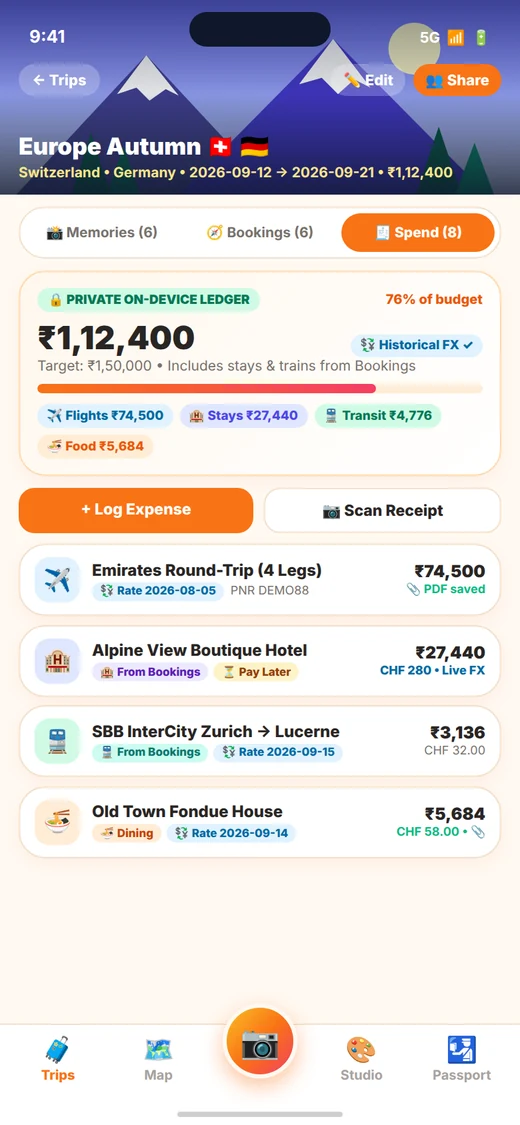 9:41
5G
← Trips
Edit
Share
Europe Autumn
Switzerland • Germany • 2026-09-12 → 2026-09-21 • ₹1,12,400
Memories (6)
Bookings (6)
Spend (8)
PRIVATE ON-DEVICE LEDGER
76% of budget
₹1,12,400
Historical FX ✓
Target: ₹1,50,000 • Includes stays & trains from Bookings
Flights ₹74,500
Stays ₹27,440
Transit ₹4,776
Food ₹5,684
+ Log Expense
Scan Receipt
Emirates Round-Trip (4 Legs)
₹74,500
Rate 2026-08-05
PNR DEMO88
PDF saved
Alpine View Boutique Hotel
₹27,440
From Bookings
Pay Later
CHF 280 • Live FX
SBB InterCity Zurich → Lucerne
₹3,136
From Bookings
Rate 2026-09-15
CHF 32.00
Old Town Fondue House
₹5,684
Dining
Rate 2026-09-14
CHF 58.00 •
Trips
Map
Studio
Passport